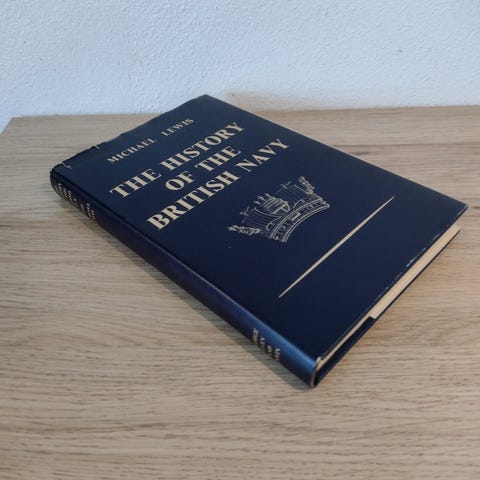 MICHAEL LEWIS
THE HISTORY
OF THE
BRITISH NAVY